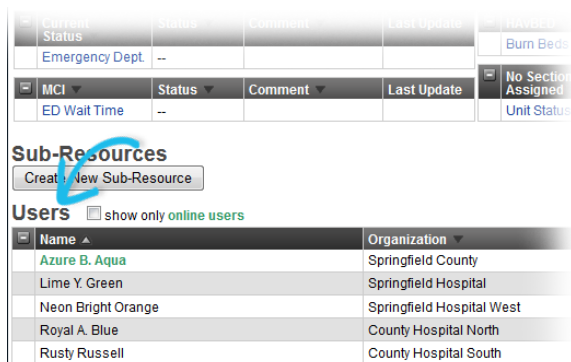 Current Status Status Comment Last Update HAvBED
Emergency Dept. -- Burn Beds
MCI Status Comment Last Update No Section Assigned
ED Wait Time -- Unit Status
Sub-Resources
Create New Sub-Resource
Users show only online users
Name Organization
Azure B. Aqua Springfield County
Lime Y. Green Springfield Hospital
Neon Bright Orange Springfield Hospital West
Royal A. Blue County Hospital North
Rusty Russell County Hospital South